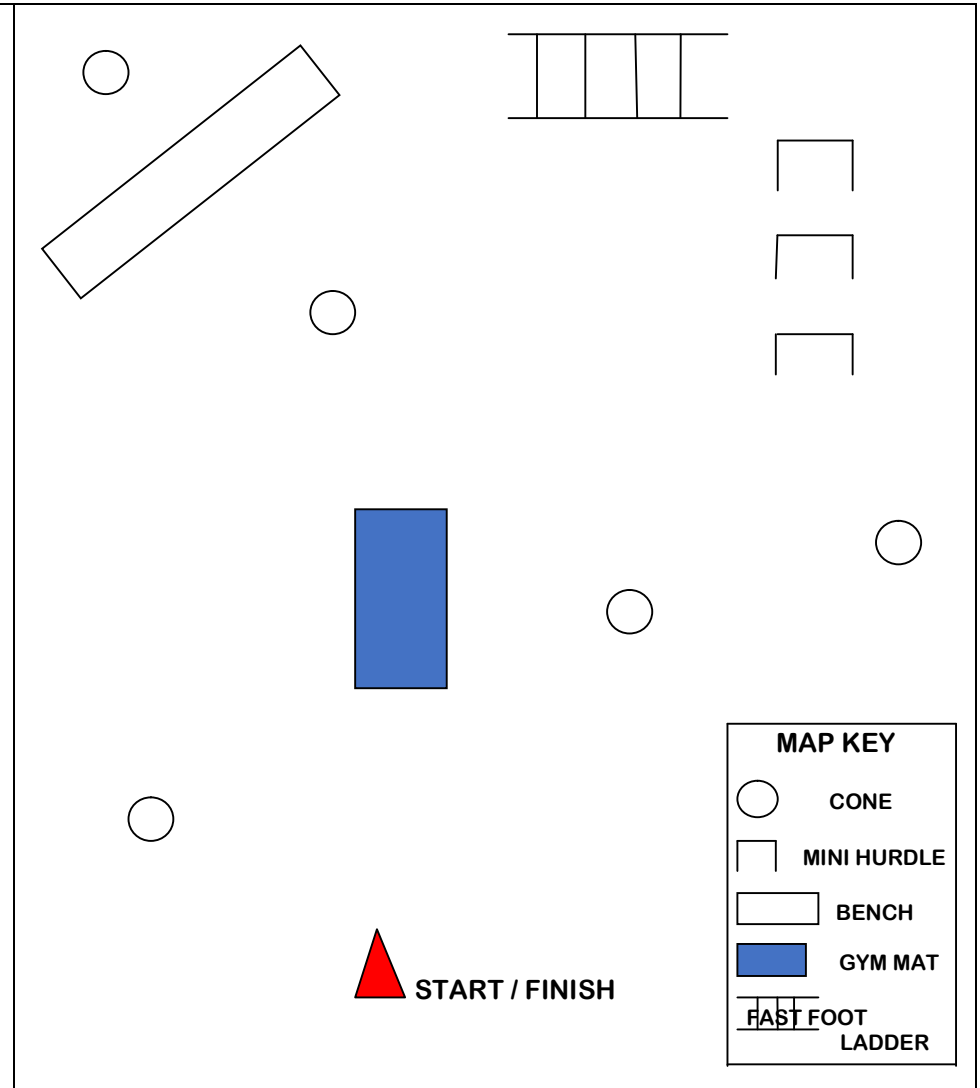 MAP KEY
CONE
MINI HURDLE
BENCH
GYM MAT
FAST FOOT
LADDER
START / FINISH